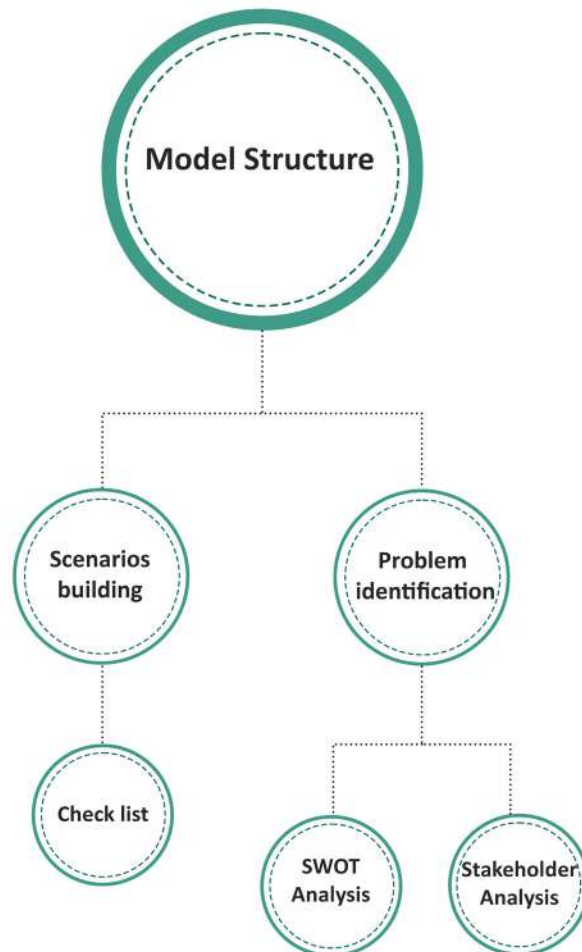 Model Structure
Scenarios
building
Problem
identification
Check list
SWOT
Analysis
Stakeholder
Analysis